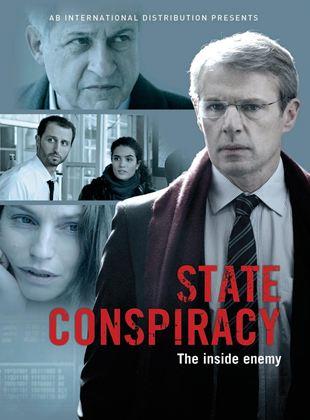 AB INTERNATIONAL DISTRIBUTION PRESENTS
STATE
CONSPIRACY
The inside enemy